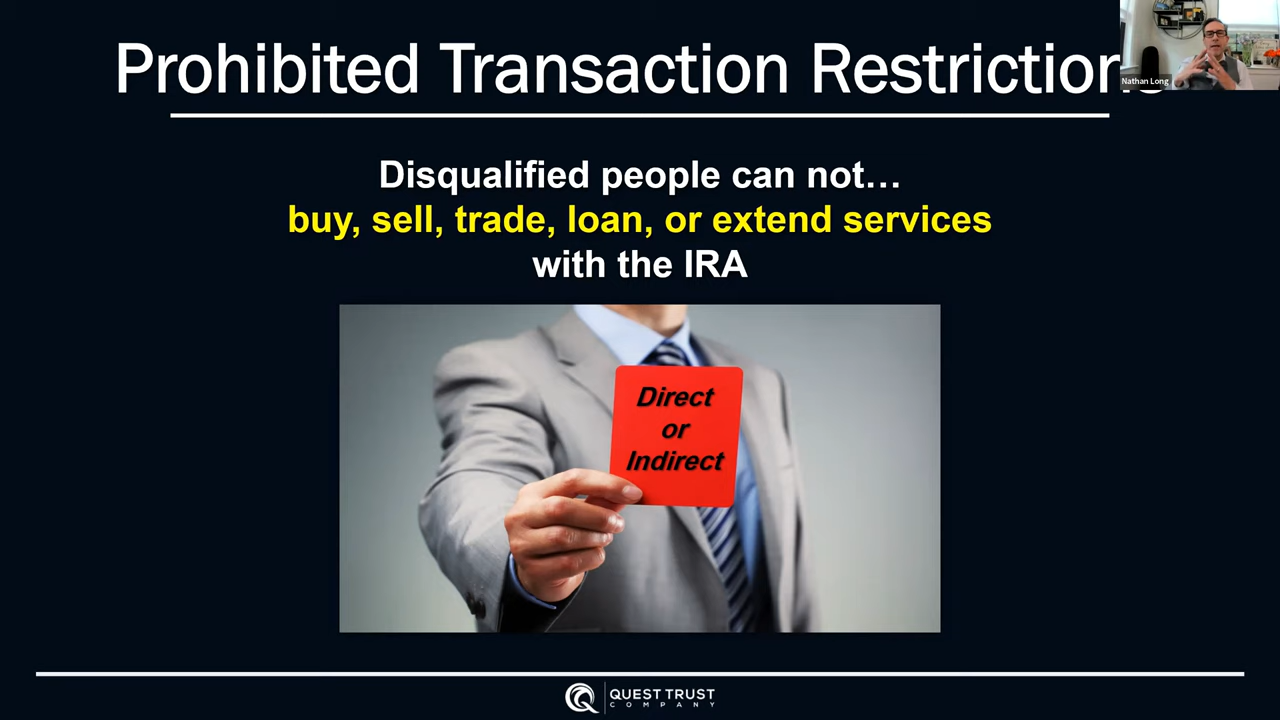 Prohibited Transaction Restrictions
Nathan Long
Disqualified people can not…
buy, sell, trade, loan, or extend services
with the IRA
Direct
or
Indirect
QUEST TRUST
COMPANY